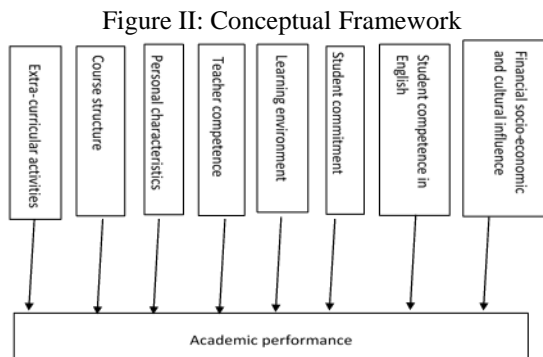 Figure II: Conceptual Framework
Extra-curricular activities
Course structure
Personal characteristics
Teacher competence
Learning environment
Student commitment
Student competence in
English
Financial socio-economic
and cultural influence
Academic performance